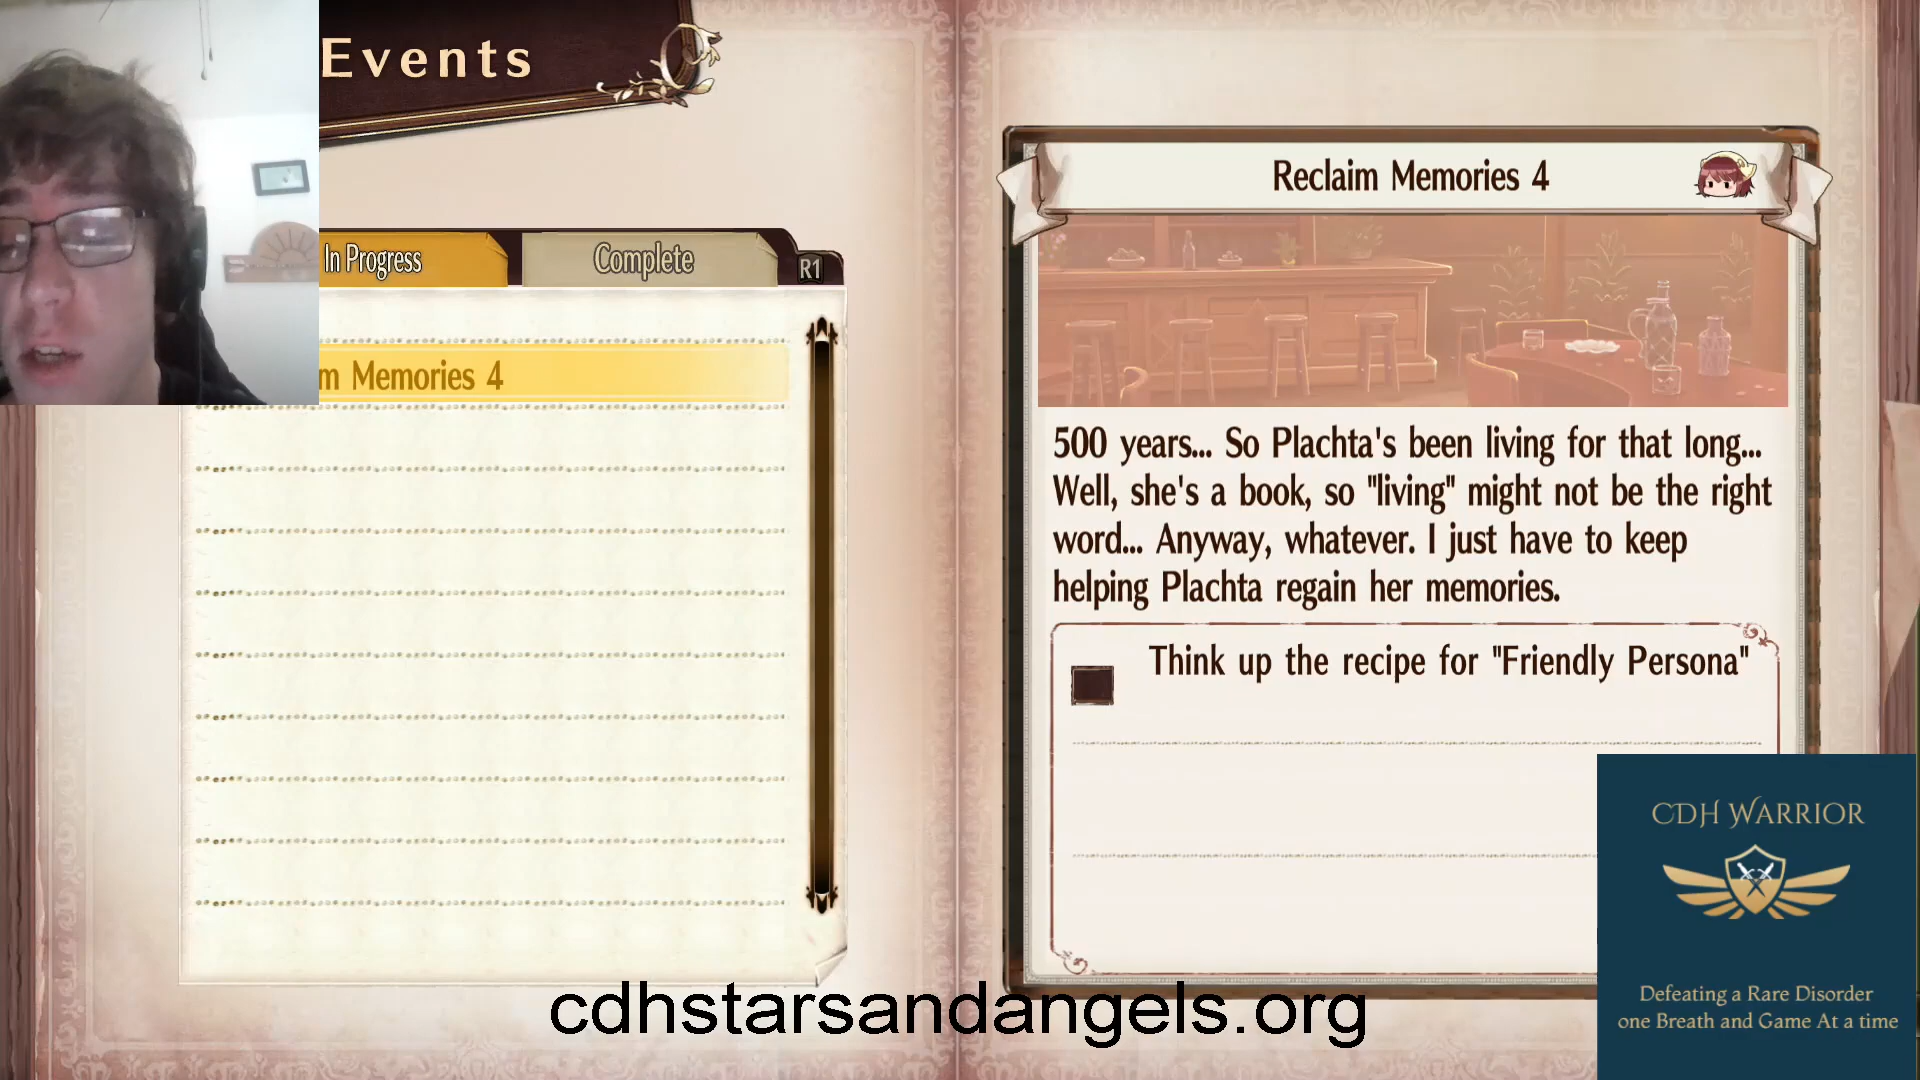 Events
In Progress
Complete
R1
m Memories 4
Reclaim Memories 4
500 years... So Plachta's been living for that long...
Well, she's a book, so "living" might not be the right
word... Anyway, whatever. I just have to keep
helping Plachta regain her memories.
Think up the recipe for "Friendly Persona"
CDH WARRIOR
Defeating a Rare Disorder
one Breath and Game At a time
cdhstarsandangels.org